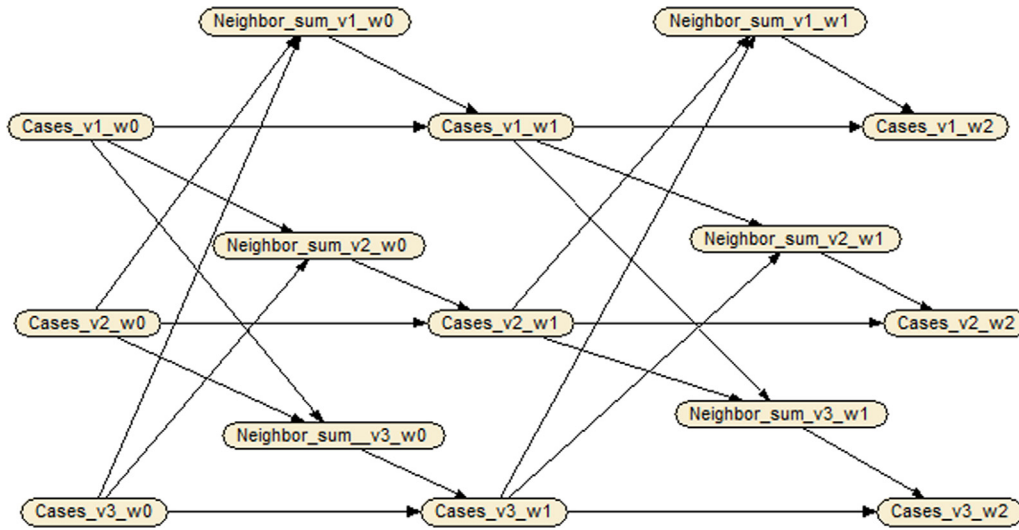 Neighbor_sum_v1_w0
Neighbor_sum_v1_w1
Cases_v1_w0
Cases_v1_w1
Cases_v1_w2
Neighbor_sum_v2_w0
Neighbor_sum_v2_w1
Cases_v2_w0
Cases_v2_w1
Cases_v2_w2
Neighbor_sum__v3_w0
Neighbor_sum_v3_w1
Cases_v3_w0
Cases_v3_w1
Cases_v3_w2